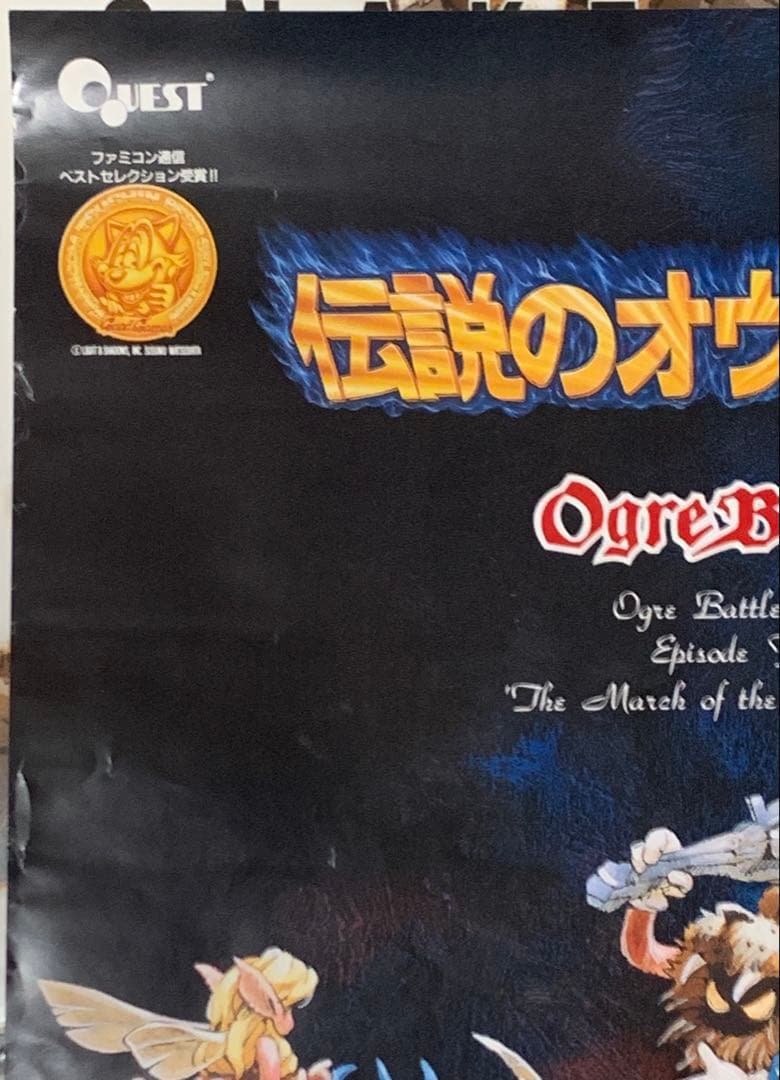 QUEST
ファミコン通信
ベストセレクション受賞!!
伝説のオウ
Ogre B
Ogre Battle
Episode
"The March of the